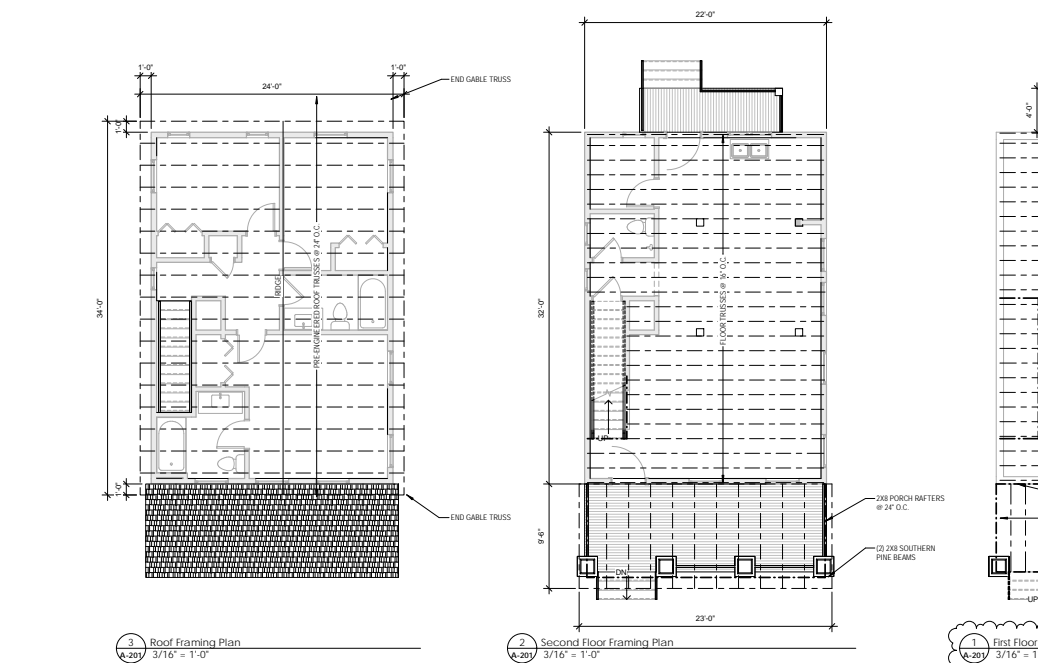 1'-0"
24'-0"
1'-0"
END GABLE TRUSS
1'-0"
34'-0"
RIDGE
PRE-ENGINEERED ROOF TRUSSES @ 24" O.C.
1'-0"
END GABLE TRUSS
3
A-201
Roof Framing Plan
3/16" = 1'-0"
22'-0"
32'-0"
FLOOR TRUSSES @ 16" O.C.
UP
9'-6"
2X8 PORCH RAFTERS
@ 24" O.C.
(2) 2X8 SOUTHERN
PINE BEAMS
DN
23'-0"
2
A-201
Second Floor Framing Plan
3/16" = 1'-0"
4'-0"
UP
1
A-201
First Floor
3/16" = 1